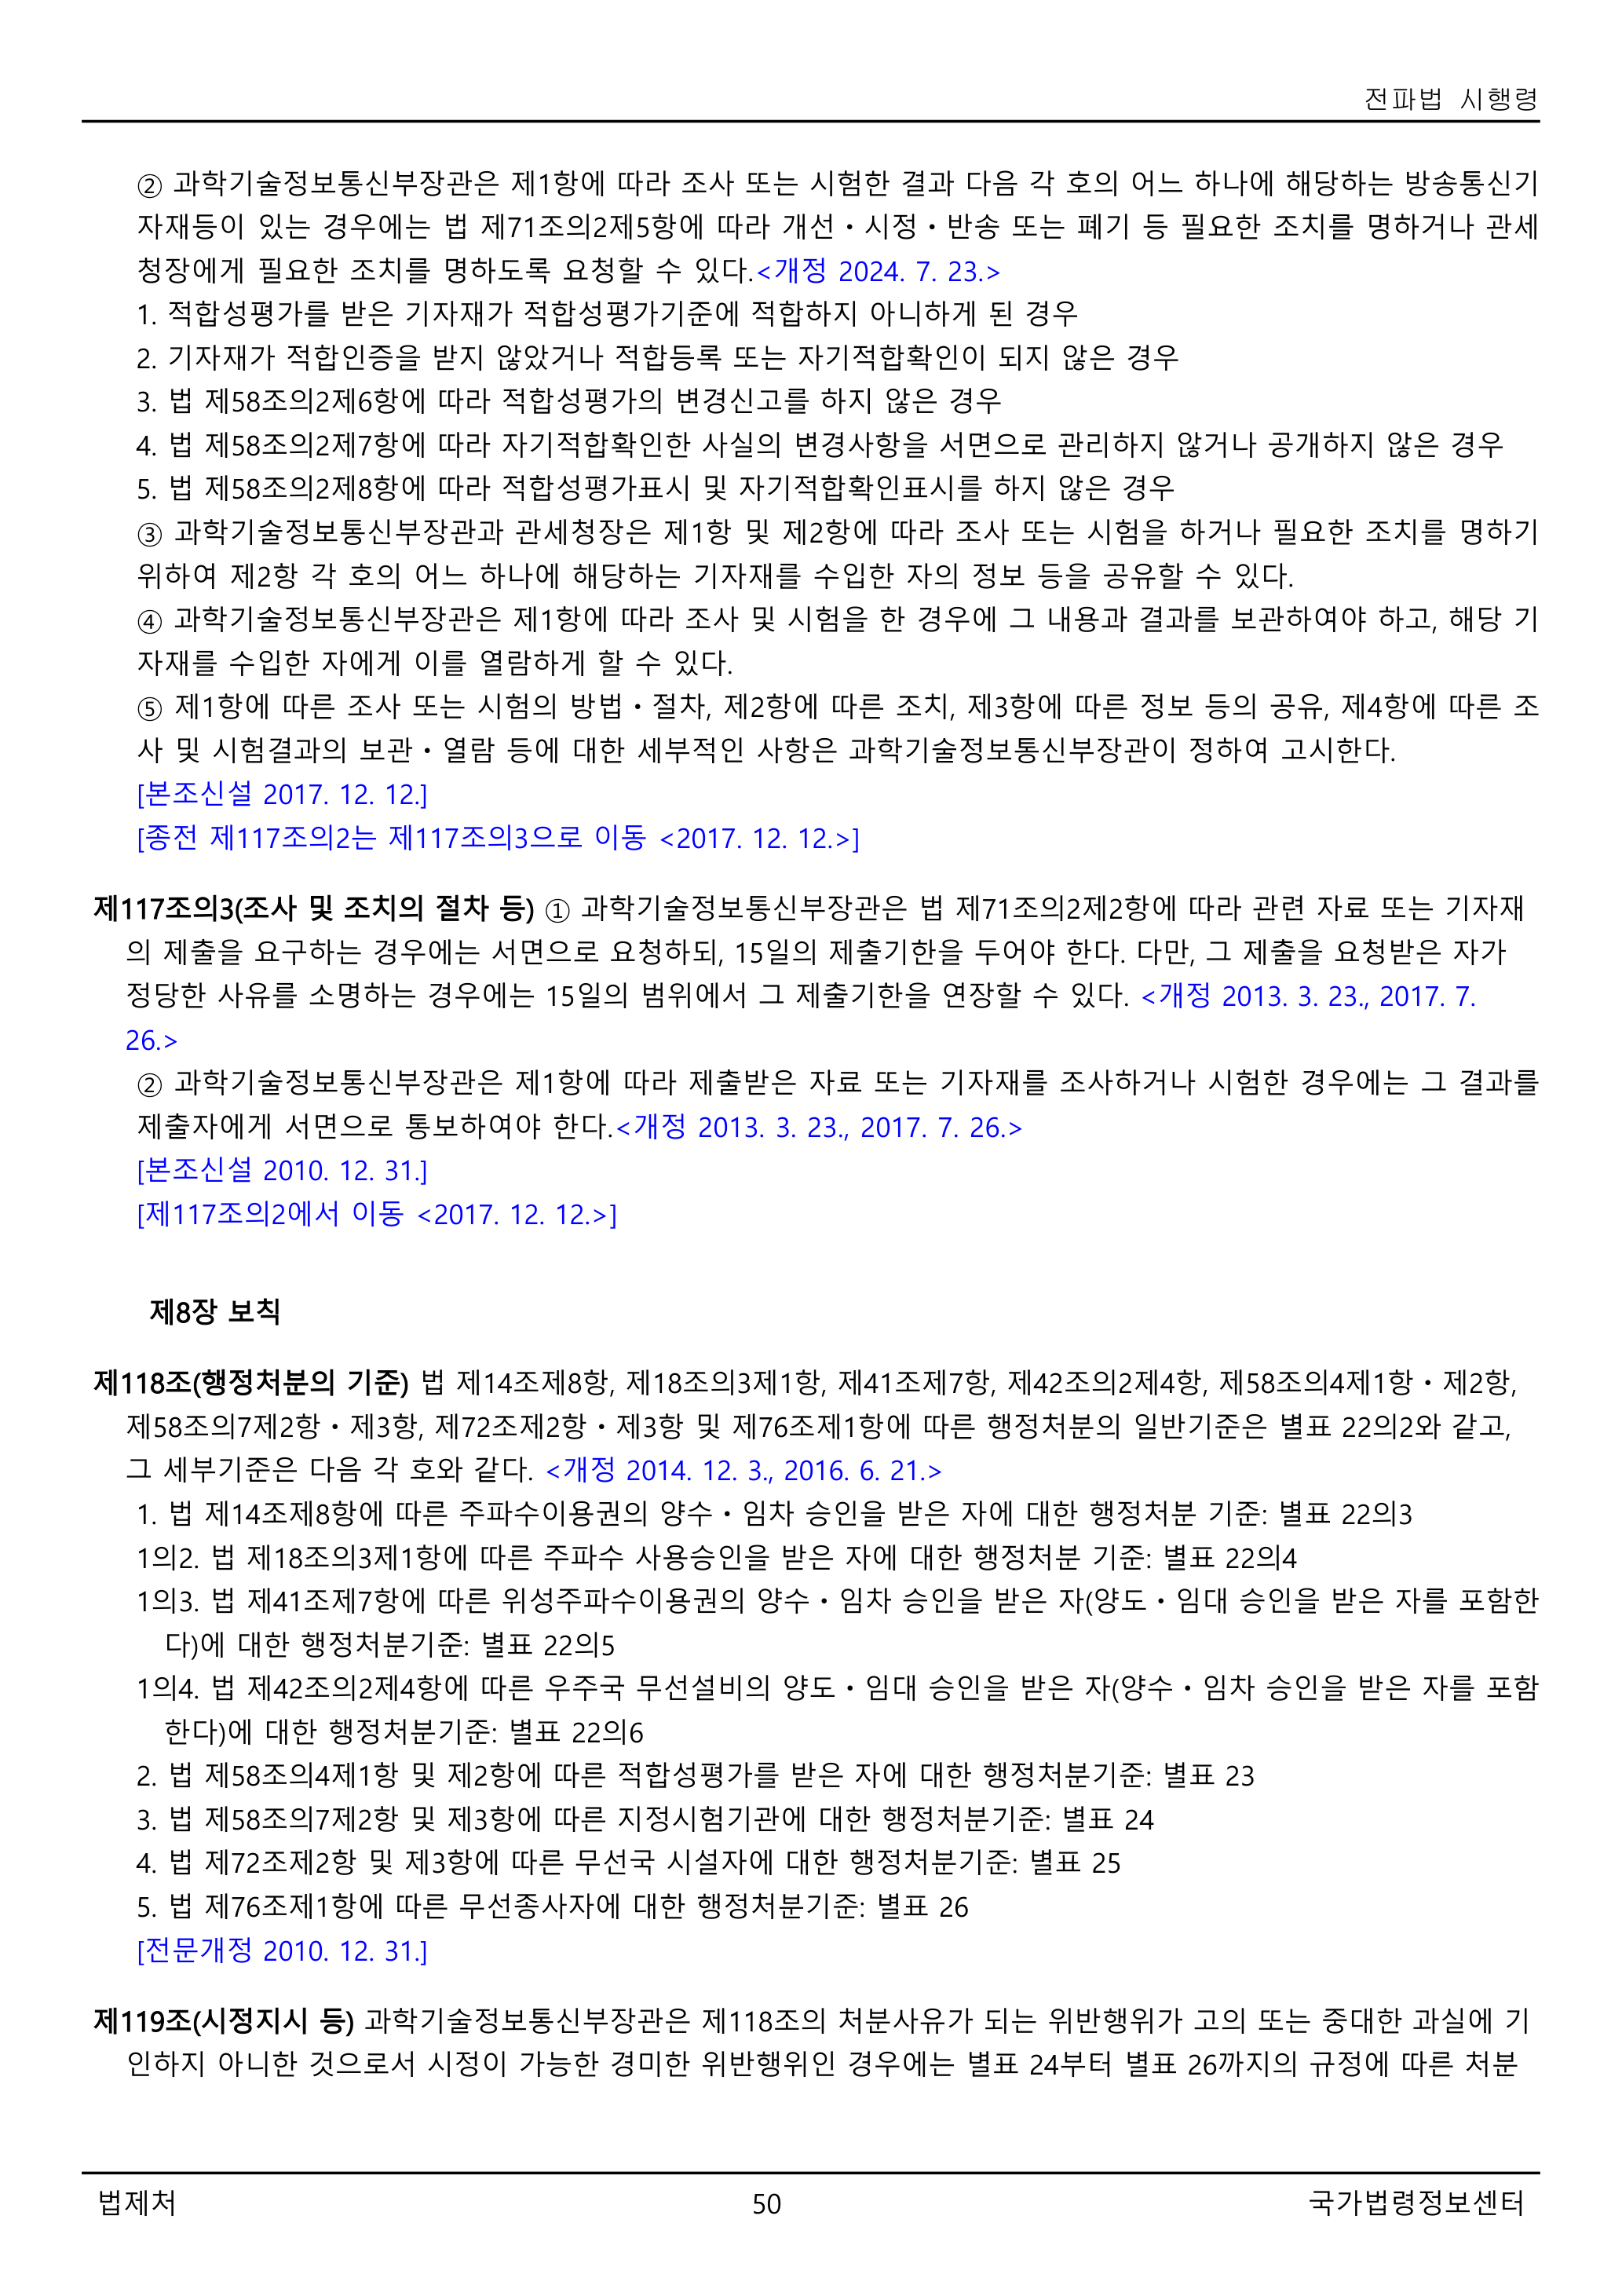 전파법 시행령
② 과학기술정보통신부장관은 제1항에 따라 조사 또는 시험한 결과 다음 각 호의 어느 하나에 해당하는 방송통신기
자재등이 있는 경우에는 법 제71조의2제5항에 따라 개선ㆍ시정ㆍ반송 또는 폐기 등 필요한 조치를 명하거나 관세
청장에게 필요한 조치를 명하도록 요청할 수 있다.<개정 2024. 7. 23.>
1. 적합성평가를 받은 기자재가 적합성평가기준에 적합하지 아니하게 된 경우
2. 기자재가 적합인증을 받지 않았거나 적합등록 또는 자기적합확인이 되지 않은 경우
3. 법 제58조의2제6항에 따라 적합성평가의 변경신고를 하지 않은 경우
4. 법 제58조의2제7항에 따라 자기적합확인한 사실의 변경사항을 서면으로 관리하지 않거나 공개하지 않은 경우
5. 법 제58조의2제8항에 따라 적합성평가표시 및 자기적합확인표시를 하지 않은 경우
③ 과학기술정보통신부장관과 관세청장은 제1항 및 제2항에 따라 조사 또는 시험을 하거나 필요한 조치를 명하기
위하여 제2항 각 호의 어느 하나에 해당하는 기자재를 수입한 자의 정보 등을 공유할 수 있다.
④ 과학기술정보통신부장관은 제1항에 따라 조사 및 시험을 한 경우에 그 내용과 결과를 보관하여야 하고, 해당 기
자재를 수입한 자에게 이를 열람하게 할 수 있다.
⑤ 제1항에 따른 조사 또는 시험의 방법ㆍ절차, 제2항에 따른 조치, 제3항에 따른 정보 등의 공유, 제4항에 따른 조
사 및 시험결과의 보관ㆍ열람 등에 대한 세부적인 사항은 과학기술정보통신부장관이 정하여 고시한다.
[본조신설 2017. 12. 12.]
[종전 제117조의2는 제117조의3으로 이동 <2017. 12. 12.>]
제117조의3(조사 및 조치의 절차 등) ① 과학기술정보통신부장관은 법 제71조의2제2항에 따라 관련 자료 또는 기자재
의 제출을 요구하는 경우에는 서면으로 요청하되, 15일의 제출기한을 두어야 한다. 다만, 그 제출을 요청받은 자가
정당한 사유를 소명하는 경우에는 15일의 범위에서 그 제출기한을 연장할 수 있다. <개정 2013. 3. 23., 2017. 7.
26.>
② 과학기술정보통신부장관은 제1항에 따라 제출받은 자료 또는 기자재를 조사하거나 시험한 경우에는 그 결과를
제출자에게 서면으로 통보하여야 한다.<개정 2013. 3. 23., 2017. 7. 26.>
[본조신설 2010. 12. 31.]
[제117조의2에서 이동 <2017. 12. 12.>]
제8장 보칙
제118조(행정처분의 기준) 법 제14조제8항, 제18조의3제1항, 제41조제7항, 제42조의2제4항, 제58조의4제1항ㆍ제2항,
제58조의7제2항ㆍ제3항, 제72조제2항ㆍ제3항 및 제76조제1항에 따른 행정처분의 일반기준은 별표 22의2와 같고,
그 세부기준은 다음 각 호와 같다. <개정 2014. 12. 3., 2016. 6. 21.>
1. 법 제14조제8항에 따른 주파수이용권의 양수ㆍ임차 승인을 받은 자에 대한 행정처분 기준: 별표 22의3
1의2. 법 제18조의3제1항에 따른 주파수 사용승인을 받은 자에 대한 행정처분 기준: 별표 22의4
1의3. 법 제41조제7항에 따른 위성주파수이용권의 양수ㆍ임차 승인을 받은 자(양도ㆍ임대 승인을 받은 자를 포함한
다)에 대한 행정처분기준: 별표 22의5
1의4. 법 제42조의2제4항에 따른 우주국 무선설비의 양도ㆍ임대 승인을 받은 자(양수ㆍ임차 승인을 받은 자를 포함
한다)에 대한 행정처분기준: 별표 22의6
2. 법 제58조의4제1항 및 제2항에 따른 적합성평가를 받은 자에 대한 행정처분기준: 별표 23
3. 법 제58조의7제2항 및 제3항에 따른 지정시험기관에 대한 행정처분기준: 별표 24
4. 법 제72조제2항 및 제3항에 따른 무선국 시설자에 대한 행정처분기준: 별표 25
5. 법 제76조제1항에 따른 무선종사자에 대한 행정처분기준: 별표 26
[전문개정 2010. 12. 31.]
제119조(시정지시 등) 과학기술정보통신부장관은 제118조의 처분사유가 되는 위반행위가 고의 또는 중대한 과실에 기
인하지 아니한 것으로서 시정이 가능한 경미한 위반행위인 경우에는 별표 24부터 별표 26까지의 규정에 따른 처분
법제처
50
국가법령정보센터